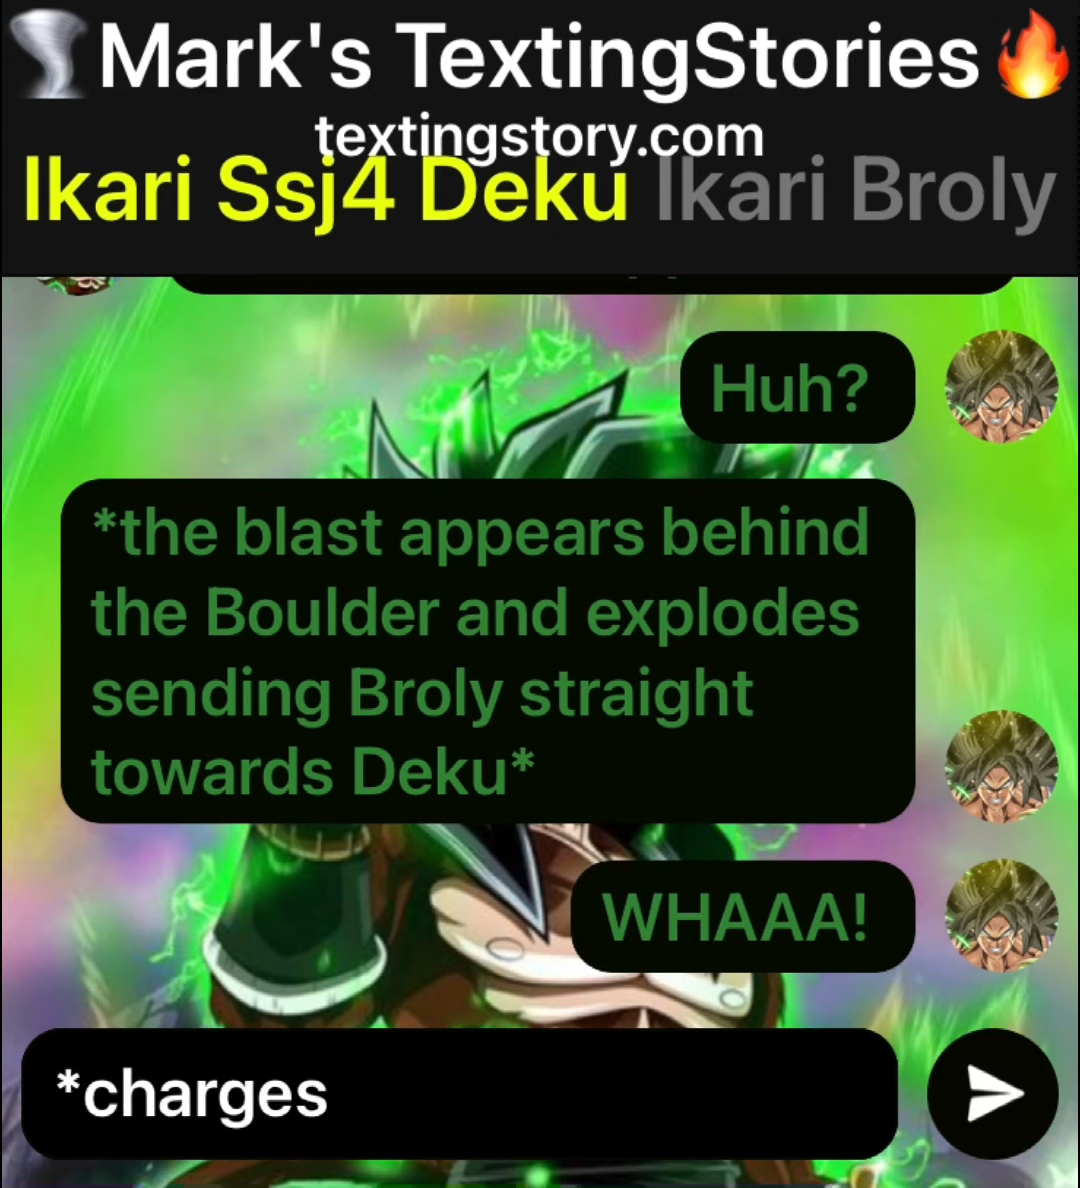 Mark's TextingStories
textingstory.com
Ikari Ssj4 Deku Ikari Broly
Huh?
*the blast appears behind
the Boulder and explodes
sending Broly straight
towards Deku*
WHAAA!
*charges